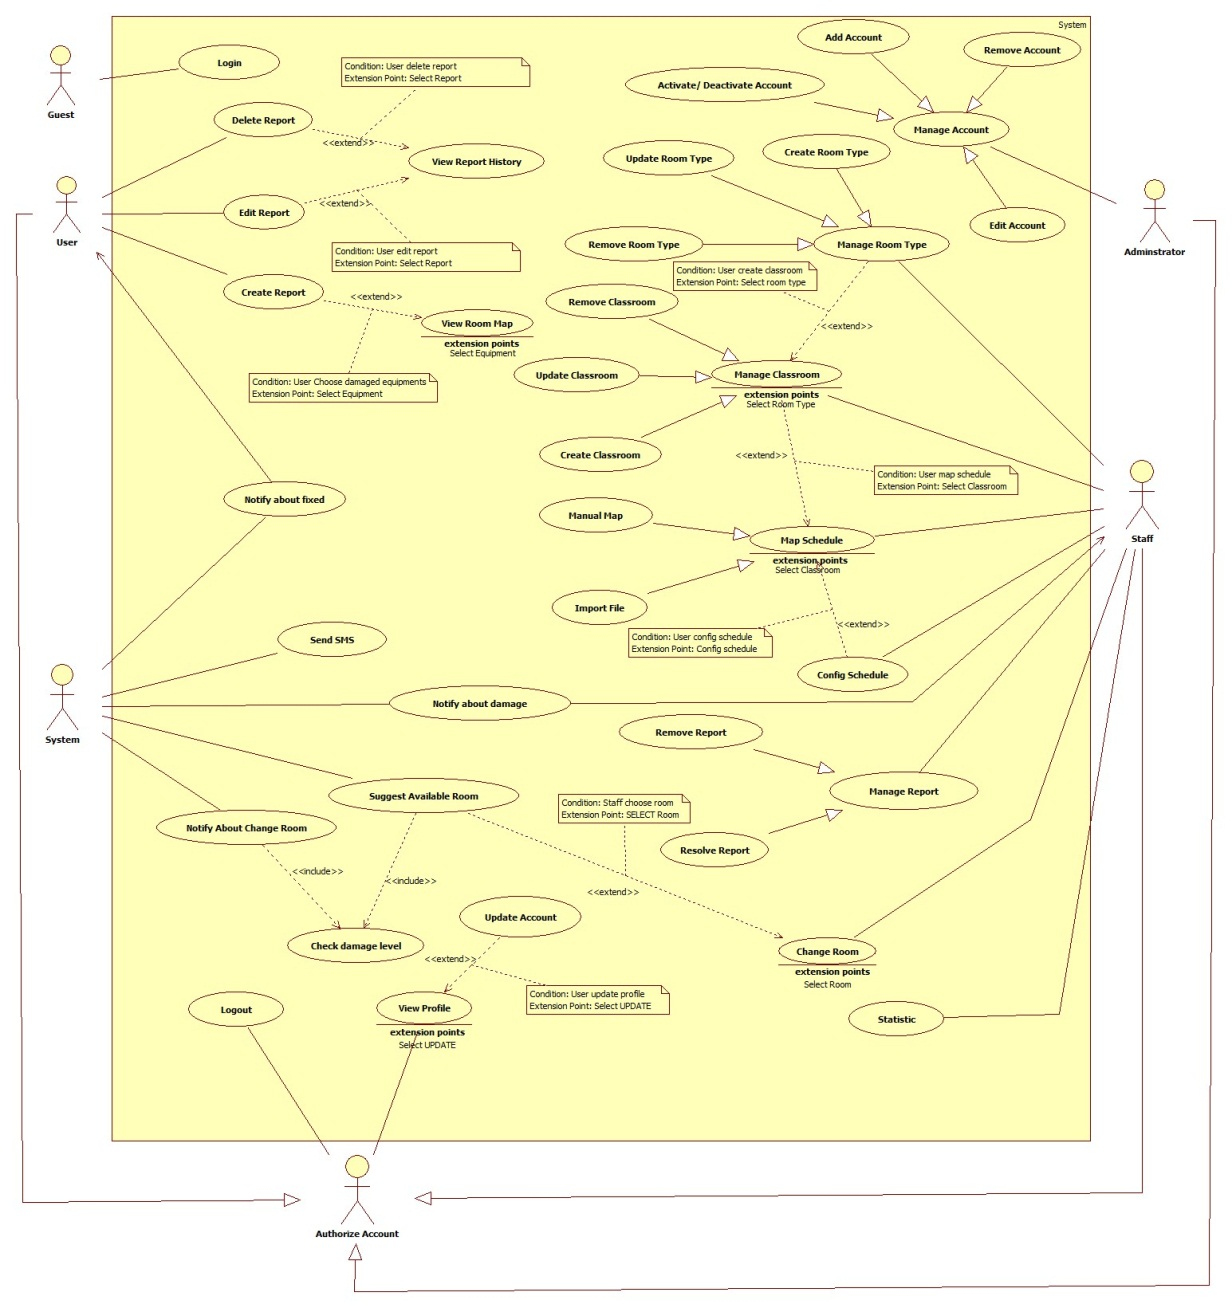 System
Add Account
Remove Account
Login
Condition: User delete report
Extension Point: Select Report
Activate/ Deactivate Account
Guest
Delete Report
Manage Account
<<extend>>
View Report History
Update Room Type
Create Room Type
<<extend>>
Edit Report
Edit Account
User
Adminstrator
Condition: User edit report
Extension Point: Select Report
Remove Room Type
Manage Room Type
Condition: User create classroom
Extension Point: Select room type
Create Report
<<extend>>
Remove Classroom
View Room Map
extension points
Select Equipment
<<extend>>
Condition: User Choose damaged equipments
Extension Point: Select Equipment
Update Classroom
Manage Classroom
extension points
Select Room Type
Create Classroom
<<extend>>
Condition: User map schedule
Extension Point: Select Classroom
Notify about fixed
Manual Map
Map Schedule
extension points
Select Classroom
Staff
Import File
Send SMS
Condition: User config schedule
Extension Point: Config schedule
<<extend>>
Config Schedule
Notify about damage
System
Remove Report
Manage Report
Suggest Available Room
Condition: Staff choose room
Extension Point: SELECT Room
Notify About Change Room
Resolve Report
<<include>>
<<include>>
<<extend>>
Update Account
Check damage level
<<extend>>
Change Room
extension points
Select Room
Condition: User update profile
Extension Point: Select UPDATE
Logout
View Profile
extension points
Select UPDATE
Statistic
Authorize Account